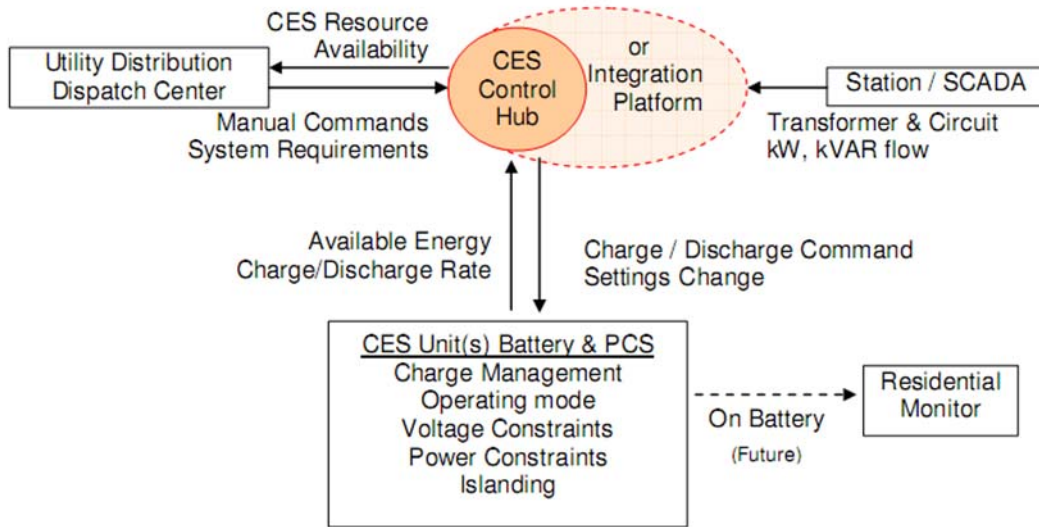 CES Resource
Availability
Utility Distribution
Dispatch Center
Manual Commands
System Requirements
CES
Control
Hub
or
Integration
Platform
Station / SCADA
Transformer & Circuit
kW, kVAR flow
Available Energy
Charge/Discharge Rate
Charge / Discharge Command
Settings Change
CES Unit(s) Battery & PCS
Charge Management
Operating mode
Voltage Constraints
Power Constraints
Islanding
On Battery
(Future)
Residential
Monitor